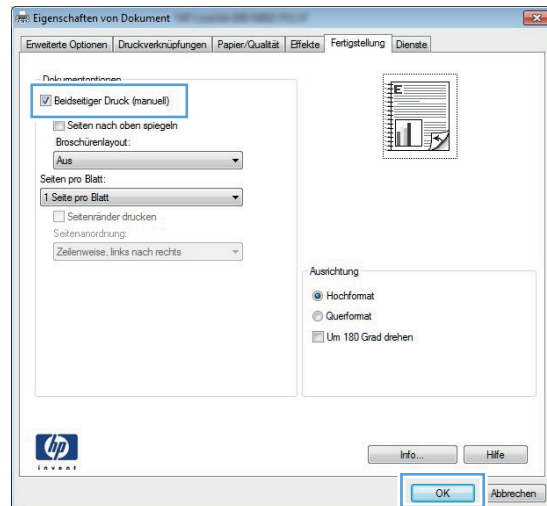 Eigenschaften von Dokument
Erweiterte Optionen Druckverknüpfungen Papier/Qualität Effekte Fertigstellung Dienste
Dokumentoptionen
Beidseitiger Druck (manuell)
Seiten nach oben spiegeln
Broschürenlayout:
Aus
Seiten pro Blatt:
1 Seite pro Blatt
Seitenränder drucken
Seitenanordnung:
Zeilenweise, links nach rechts
E
Ausrichtung
Hochformat
Querformat
Um 180 Grad drehen
hp
invent
Info... Hilfe
OK Abbrechen